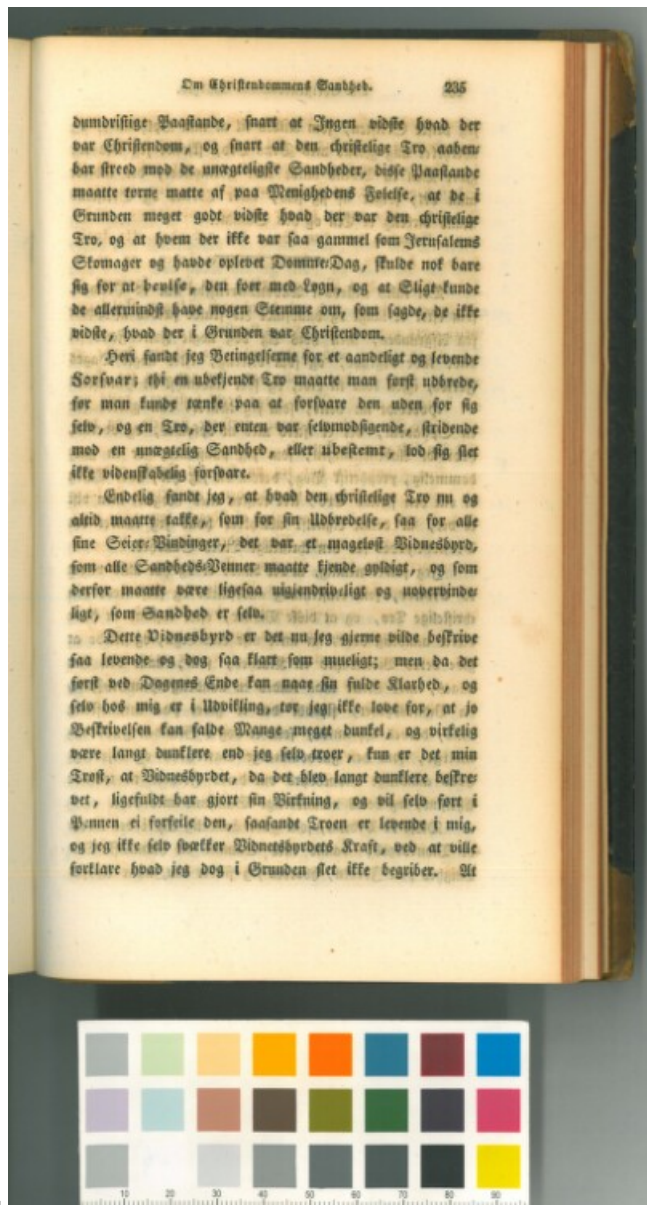 Om Christendommens Sandhed. 235
dumdristige Paastande, snart at Ingen vidste hvad der
var Christendom, og snart at den christelige Tro aaben-
bar streed mod de unægteligste Sandheder, disse Paastande
maatte torne matte af paa Menighedens Følelse, at de i
Grunden meget godt vidste hvad der var den christelige
Tro, og at hvem der ikke var saa gammel som Jerusalems
Skomager og havde oplevet Domme-Dag, skulde nok bare
sig for at bevise, den foer med Løgn, og at Sligt kunde
de allermindst have nogen Stemme om, som sagde, de ikke
vidste, hvad der i Grunden var Christendom.
Heri fandt jeg Betingelserne for et aandeligt og levende
Forsvar; thi en ubekjendt Tro maatte man først udbrede,
før man kunde tænke paa at forsvare den uden for sig
selv, og en Tro, der enten var selvmodsigende, stridende
mod en unægtelig Sandhed, eller ubestemt, lod sig slet
ikke videnskabelig forsvare.
Endelig fandt jeg, at hvad den christelige Tro nu og
altid maatte takke, som for sin Udbredelse, saa for alle
sine Seier-Vindinger, det var et mageløst Vidnesbyrd,
som alle Sandheds-Venner maatte kjende gyldigt, og som
derfor maatte være ligesaa uigjendriveligt og uovervinde-
ligt, som Sandhed er selv.
Dette Vidnesbyrd er det nu jeg gjerne vilde beskrive
saa levende og dog saa klart som mueligt; men da det
først ved Dagenes Ende kan naae sin fulde Klarhed, og
selv hos mig er i Udvikling, tør jeg ikke love for, at jo
Beskrivelsen kan falde Mange meget dunkel, og virkelig
være langt dunklere end jeg selv troer, kun er det min
Trøst, at Vidnesbyrdet, da det blev langt dunklere beskre-
vet, ligefuldt har gjort sin Virkning, og vil selv ført i
Pennen ei forfeile den, saasandt Troen er levende i mig,
og jeg ikke selv svækker Vidnetsbyrdets Kraft, ved at ville
forklare hvad jeg dog i Grunden slet ikke begriber. At
10 20 30 40 50 60 70 80 90